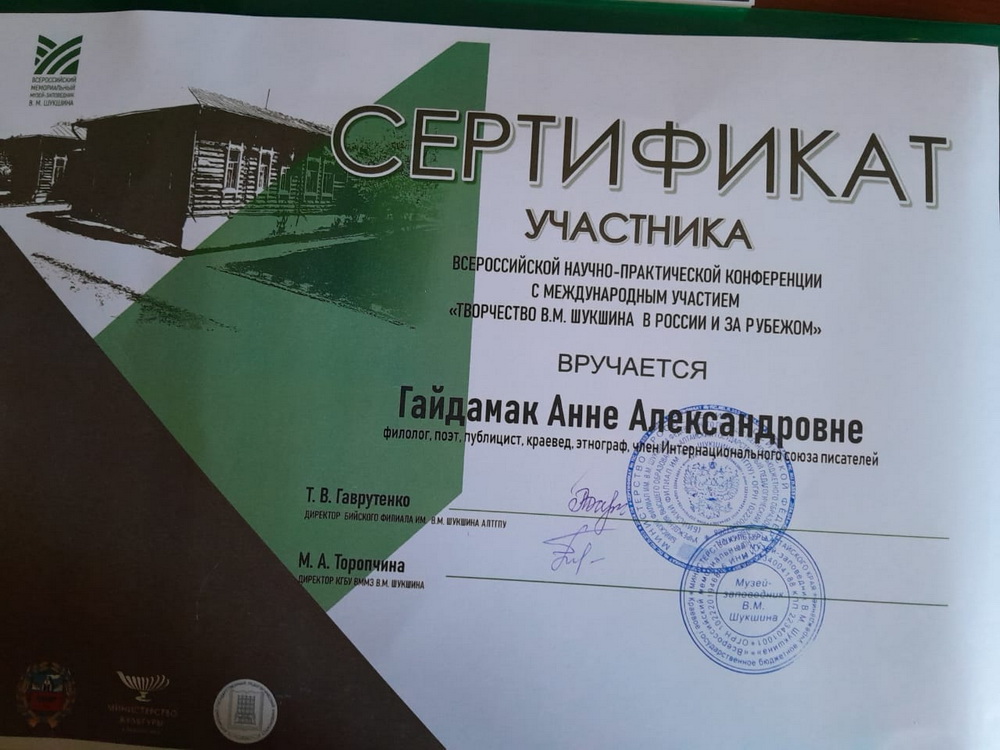 ВСЕРОССИЙСКИЙ
МЕМОРИАЛЬНЫЙ
МУЗЕЙ-ЗАПОВЕДНИК
В. М. ШУКШИНА
СЕРТИФИКАТ
УЧАСТНИКА
ВСЕРОССИЙСКОЙ НАУЧНО-ПРАКТИЧЕСКОЙ КОНФЕРЕНЦИИ
С МЕЖДУНАРОДНЫМ УЧАСТИЕМ
«ТВОРЧЕСТВО В.М. ШУКШИНА В РОССИИ И ЗА РУБЕЖОМ»
ВРУЧАЕТСЯ
Гайдамак Анне Александровне
филолог, поэт, публицист, краевед, этнограф, член Интернационального союза писателей
Т. В. Гаврутенко
ДИРЕКТОР БИЙСКОГО ФИЛИАЛА ИМ. В.М. ШУКШИНА АЛТГПУ
М. А. Торопчина
ДИРЕКТОР КГБУ ВММЗ В.М. ШУКШИНА
Музей-
заповедник
В.М.
Шукшина
МИНИСТЕРСТВО
КУЛЬТУРЫ